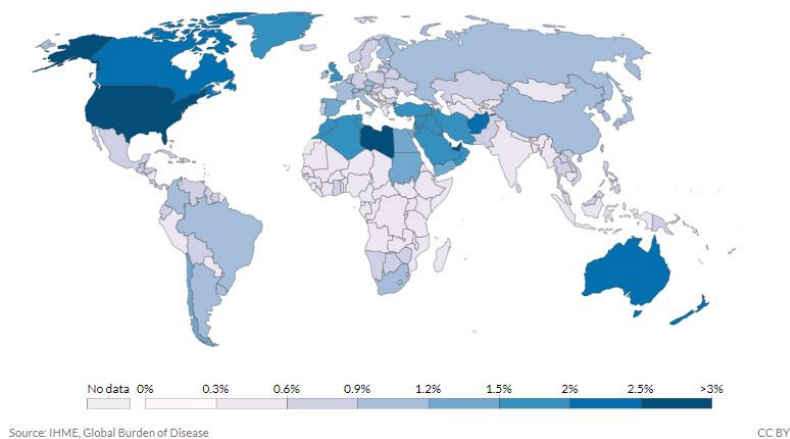 No data 0% 0.3% 0.6% 0.9% 1.2% 1.5% 2% 2.5% >3%
Source: IHME, Global Burden of Disease CC BY